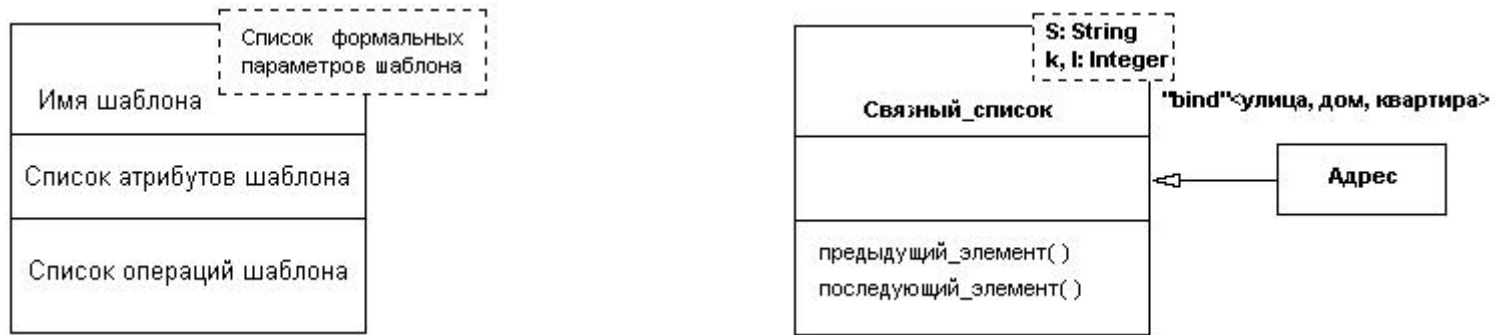 Список формальных
параметров шаблона
Имя шаблона
Список атрибутов шаблона
Список операций шаблона
S: String
k, l: Integer
Связный_список
"bind"<улица, дом, квартира>
Адрес
предыдущий_элемент( )
последующий_элемент( )